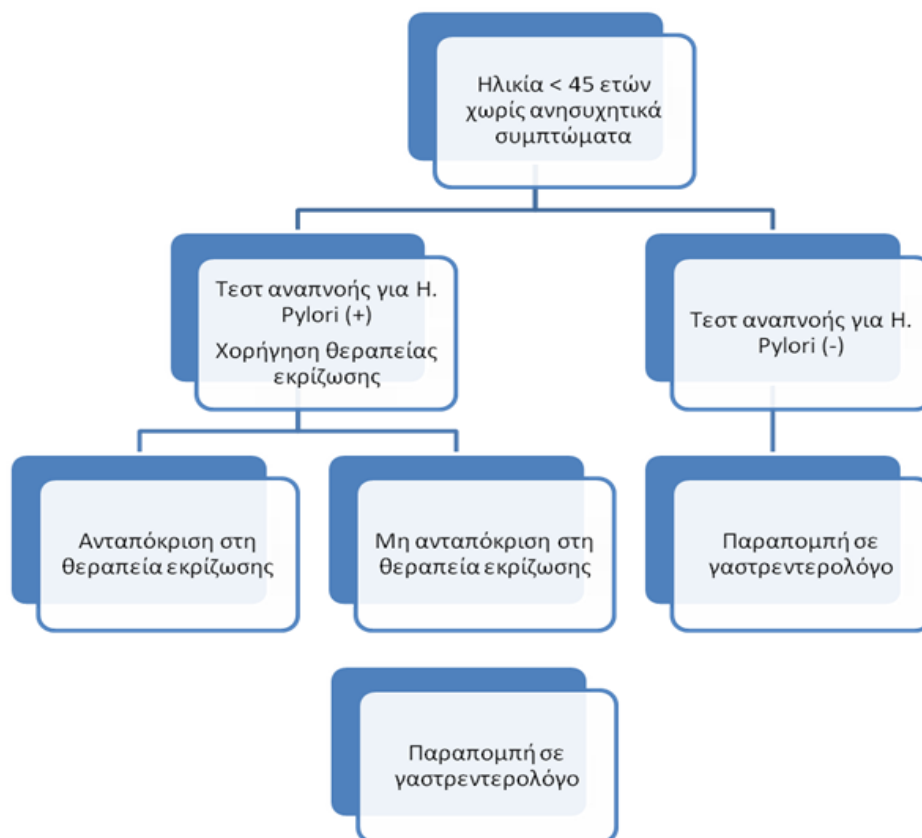 Ηλικία < 45 ετών
χωρίς ανησυχητικά
συμπτώματα
Τεστ αναπνοής για H.
Pylori (+)
Χορήγηση θεραπείας
εκρίζωσης
Τεστ αναπνοής για H.
Pylori (-)
Ανταπόκριση στη
θεραπεία εκρίζωσης
Μη ανταπόκριση στη
θεραπεία εκρίζωσης
Παραπομπή σε
γαστρεντερολόγο
Παραπομπή σε
γαστρεντερολόγο